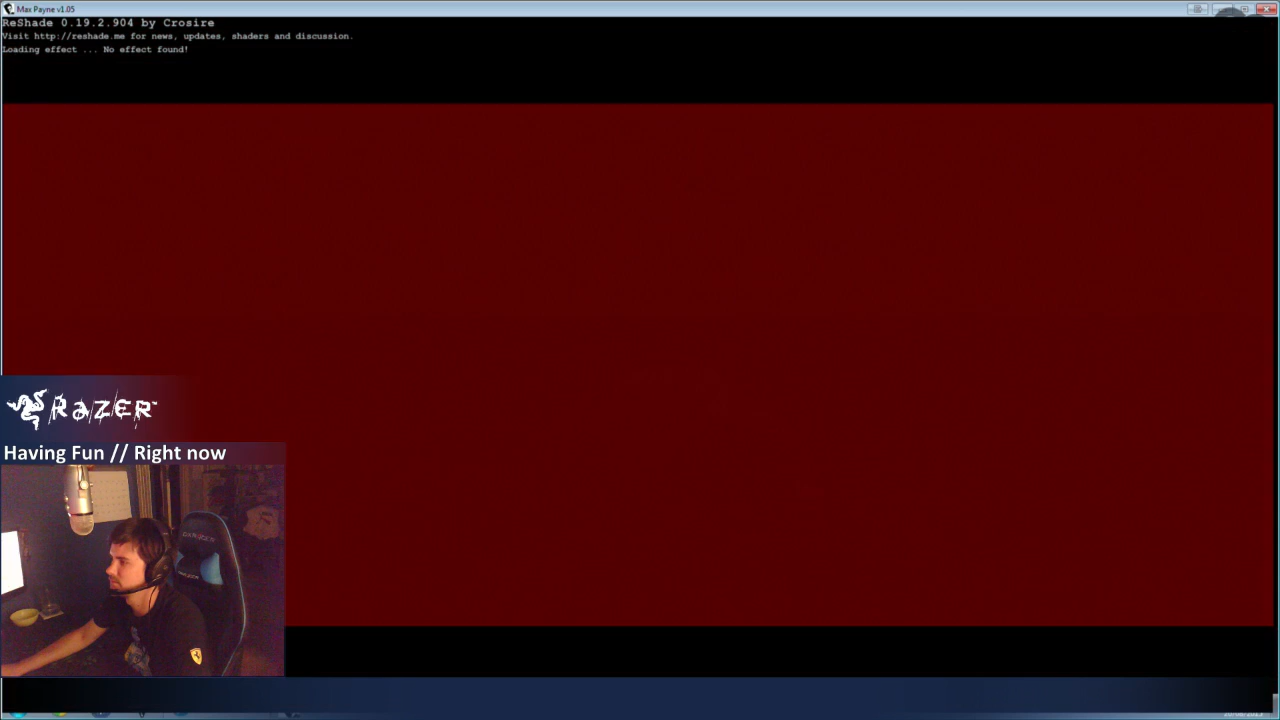 Max Payne v1.05
ReShade 0.19.2.904 by Crosire
Visit http://reshade.me for news, updates, shaders and discussion.
Loading effect ... No effect found!
RAZER
Having Fun // Right now